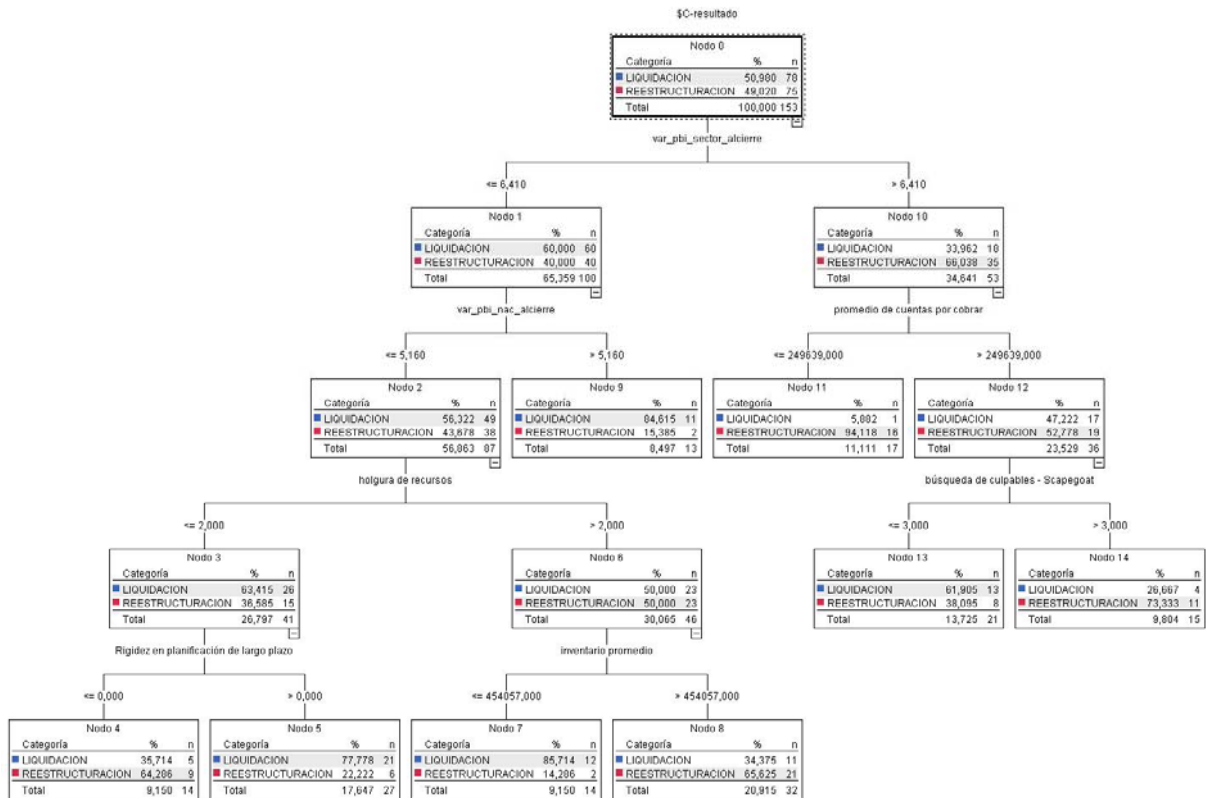 $C-resultado
Nodo 0
Categoría % n
LIQUIDACION 50,980 78
REESTRUCTURACION 49,020 75
Total 100,000 153
var_pbi_sector_alcierre
<= 6,410
> 6,410
Nodo 1
Categoría % n
LIQUIDACION 60,000 60
REESTRUCTURACION 40,000 40
Total 65,359 100
Nodo 10
Categoría % n
LIQUIDACION 33,962 18
REESTRUCTURACION 66,038 35
Total 34,641 53
var_pbi_nac_alcierre
promedio de cuentas por cobrar
<= 5,160
> 5,160
<= 249639,000
> 249639,000
Nodo 2
Categoría % n
LIQUIDACION 56,322 49
REESTRUCTURACION 43,678 38
Total 56,863 87
Nodo 9
Categoría % n
LIQUIDACION 84,615 11
REESTRUCTURACION 15,385 2
Total 8,497 13
Nodo 11
Categoría % n
LIQUIDACION 5,882 1
REESTRUCTURACION 94,118 16
Total 11,111 17
Nodo 12
Categoría % n
LIQUIDACION 47,222 17
REESTRUCTURACION 52,778 19
Total 23,529 36
holgura de recursos
búsqueda de culpables - Scapegoat
<= 2,000
> 2,000
<= 3,000
> 3,000
Nodo 3
Categoría % n
LIQUIDACION 63,415 26
REESTRUCTURACION 36,585 15
Total 26,797 41
Nodo 6
Categoría % n
LIQUIDACION 50,000 23
REESTRUCTURACION 50,000 23
Total 30,065 46
Nodo 13
Categoría % n
LIQUIDACION 61,905 13
REESTRUCTURACION 38,095 8
Total 13,725 21
Nodo 14
Categoría % n
LIQUIDACION 26,667 4
REESTRUCTURACION 73,333 11
Total 9,804 15
Rigidez en planificación de largo plazo
inventario promedio
<= 0,000
> 0,000
<= 454057,000
> 454057,000
Nodo 4
Categoría % n
LIQUIDACION 35,714 5
REESTRUCTURACION 64,286 9
Total 9,150 14
Nodo 5
Categoría % n
LIQUIDACION 77,778 21
REESTRUCTURACION 22,222 6
Total 17,647 27
Nodo 7
Categoría % n
LIQUIDACION 85,714 12
REESTRUCTURACION 14,286 2
Total 9,150 14
Nodo 8
Categoría % n
LIQUIDACION 34,375 11
REESTRUCTURACION 65,625 21
Total 20,915 32